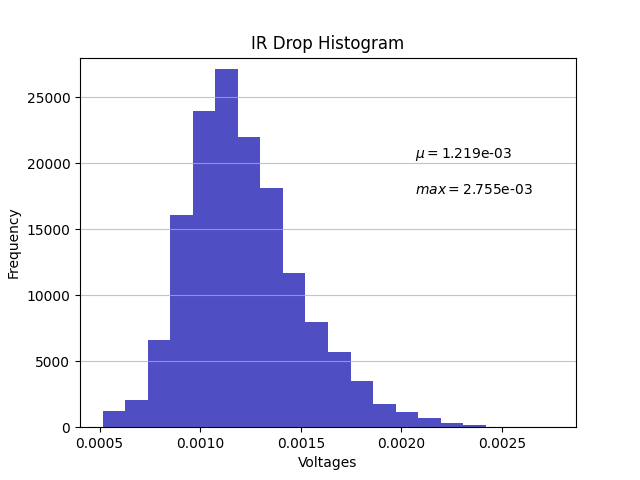 IR Drop Histogram
25000
20000
15000
10000
5000
0
Frequency
μ = 1.219e-03
max = 2.755e-03
0.0005 0.0010 0.0015 0.0020 0.0025
Voltages